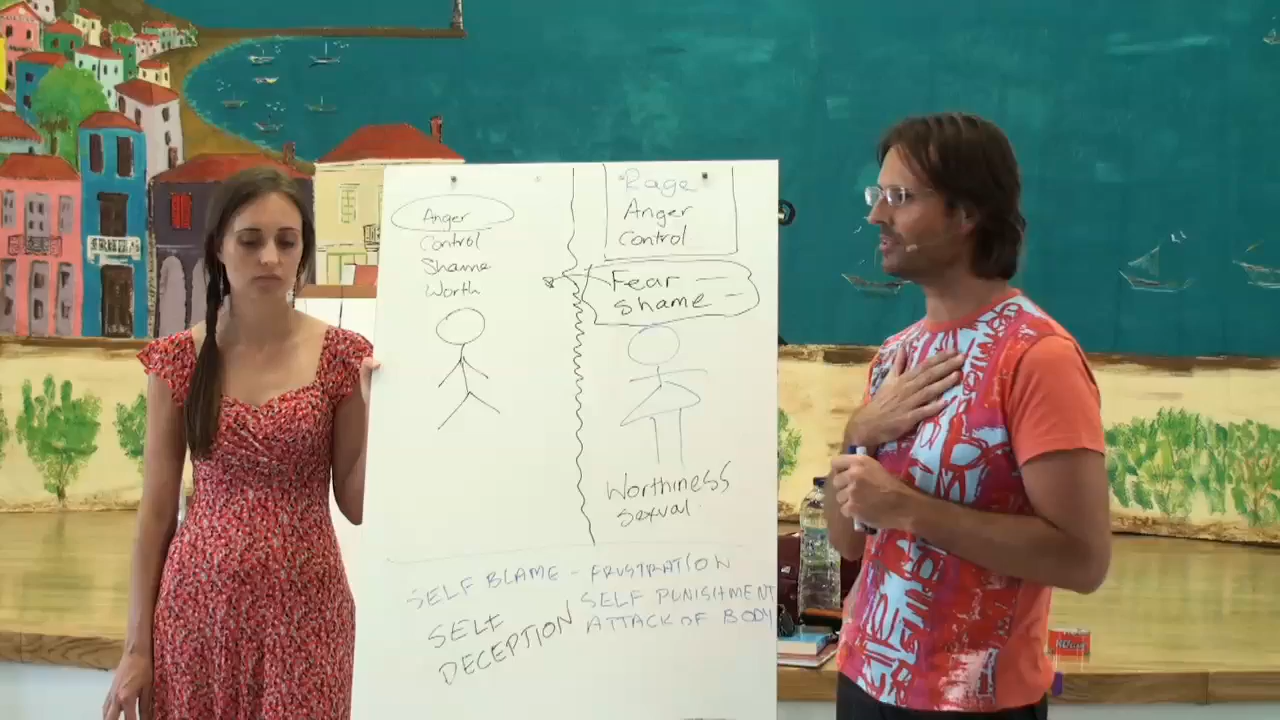 Anger
Control
Shame
Worth
"Rage
Anger
Control
Fear —
Shame —
Worthiness
Sexual
SELF BLAME - FRUSTRATION
SELF PUNISHMENT
ATTACK OF BODY
SELF
DECEPTION